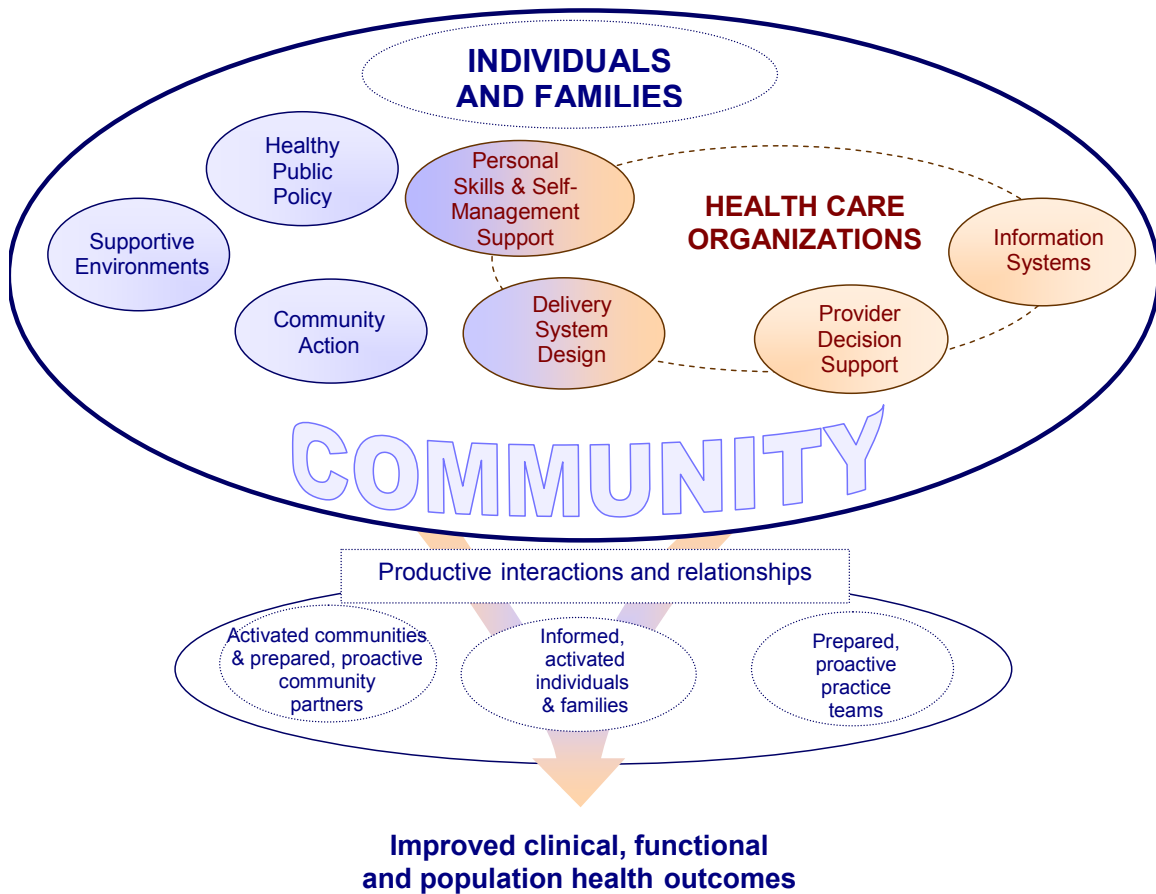 INDIVIDUALS
AND FAMILIES
Healthy
Public
Policy
Personal
Skills & Self-
Management
Support
HEALTH CARE
ORGANIZATIONS
Supportive
Environments
Information
Systems
Community
Action
Delivery
System
Design
Provider
Decision
Support
COMMUNITY
Productive interactions and relationships
Activated communities
& prepared, proactive
community
partners
Informed,
activated
individuals
& families
Prepared,
proactive
practice
teams
Improved clinical, functional
and population health outcomes